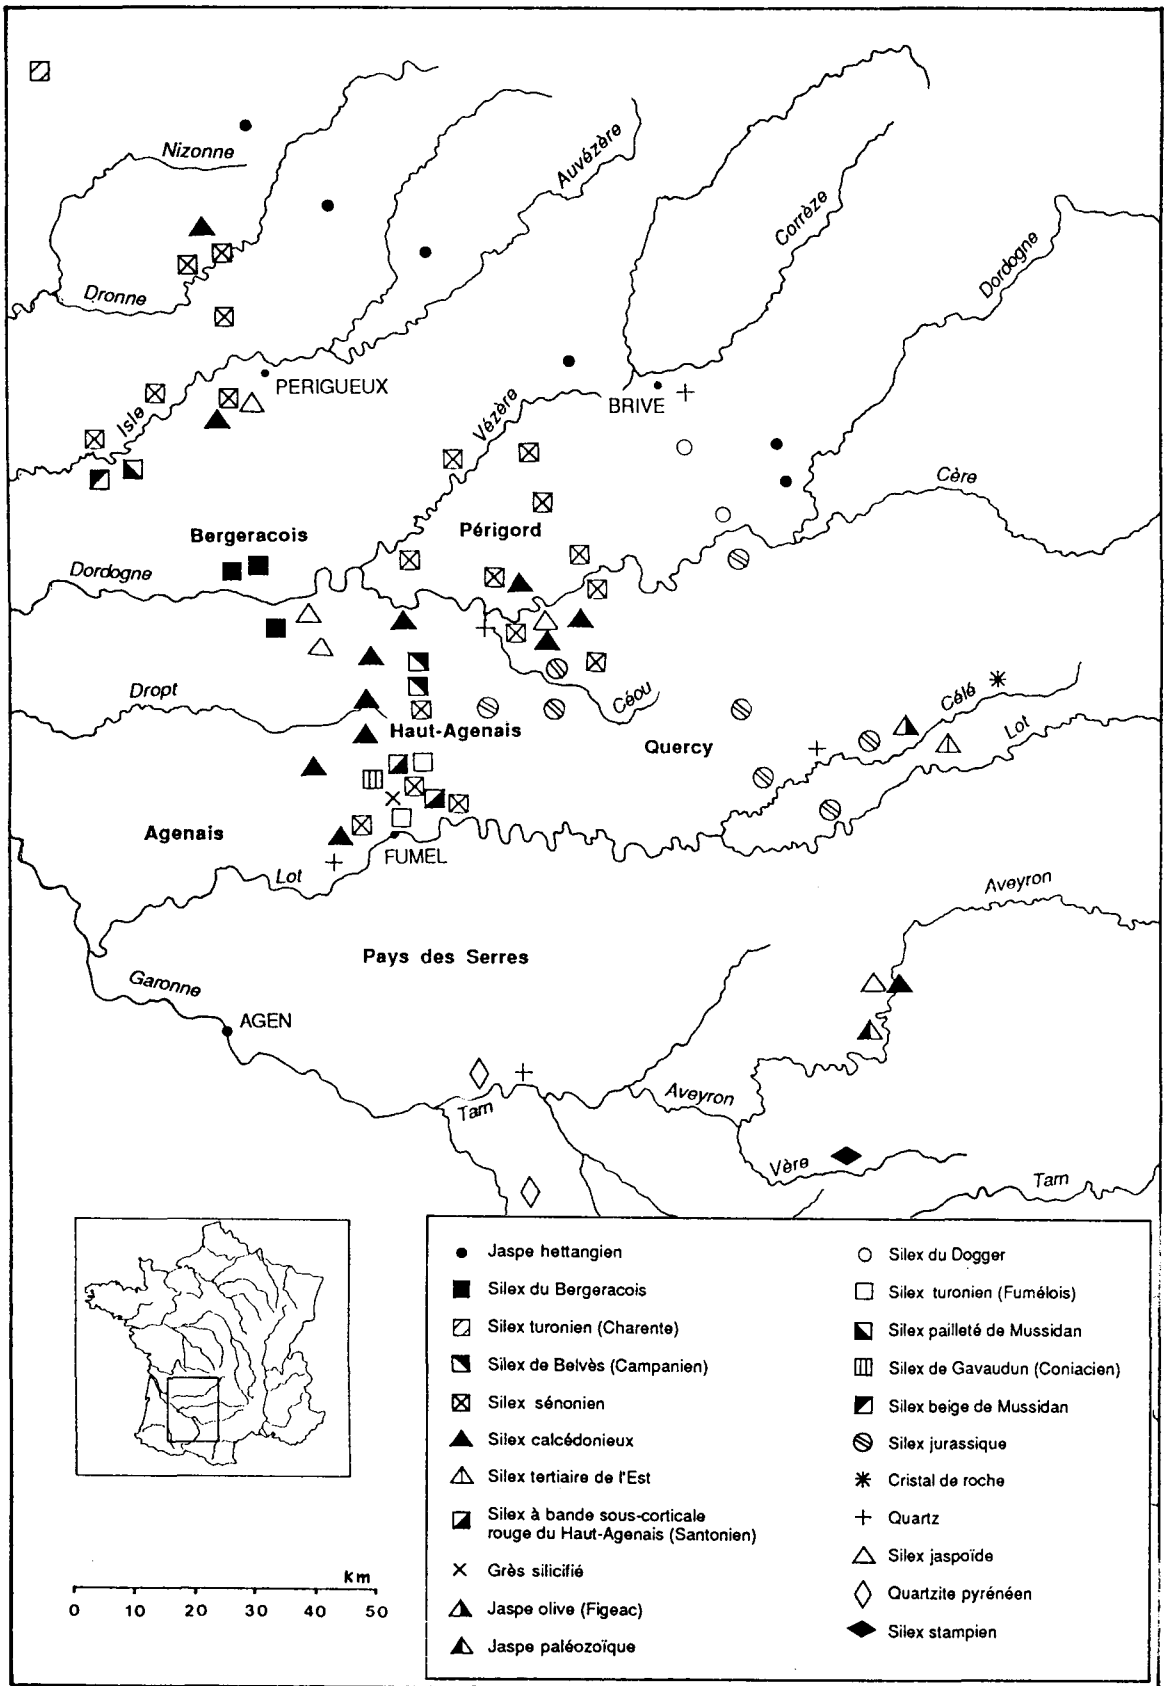 Nizonne
Auvézère
Corrèze
Dordogne
Dronne
PERIGUEUX
Isle
Vézère
BRIVE
Cère
Bergeracois
Périgord
Dordogne
Dropt
Céou
Célé
Lot
Haut-Agenais
Quercy
Agenais
FUMEL
Lot
Aveyron
Pays des Serres
Garonne
AGEN
Tarn
Aveyron
Vère
Tarn
Jaspe hettangien
Silex du Bergeracois
Silex turonien (Charente)
Silex de Belvès (Campanien)
Silex sénonien
Silex calcédonieux
Silex tertiaire de l'Est
Silex à bande sous-corticale
rouge du Haut-Agenais (Santonien)
Grès silicifié
Jaspe olive (Figeac)
Jaspe paléozoïque
Silex du Dogger
Silex turonien (Fumélois)
Silex pailleté de Mussidan
Silex de Gavaudun (Coniacien)
Silex beige de Mussidan
Silex jurassique
Cristal de roche
Quartz
Silex jaspoïde
Quartzite pyrénéen
Silex stampien
km
0 10 20 30 40 50